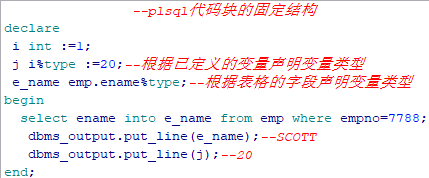 --plsql代码块的固定结构
declare
i int :=1;
j i%type :=20;--根据已定义的变量声明变量类型
e_name emp.ename%type;--根据表格的字段声明变量类型
begin
select ename into e_name from emp where empno=7788;
dbms_output.put_line(e_name);--SCOTT
dbms_output.put_line(j);--20
end;